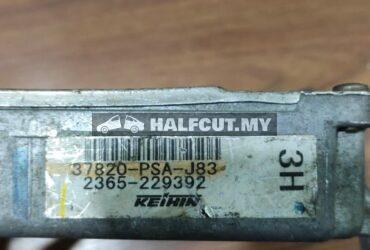 HALFCUT.MY
37820-PSA-J83
2365-229392
KEIHIN
3H